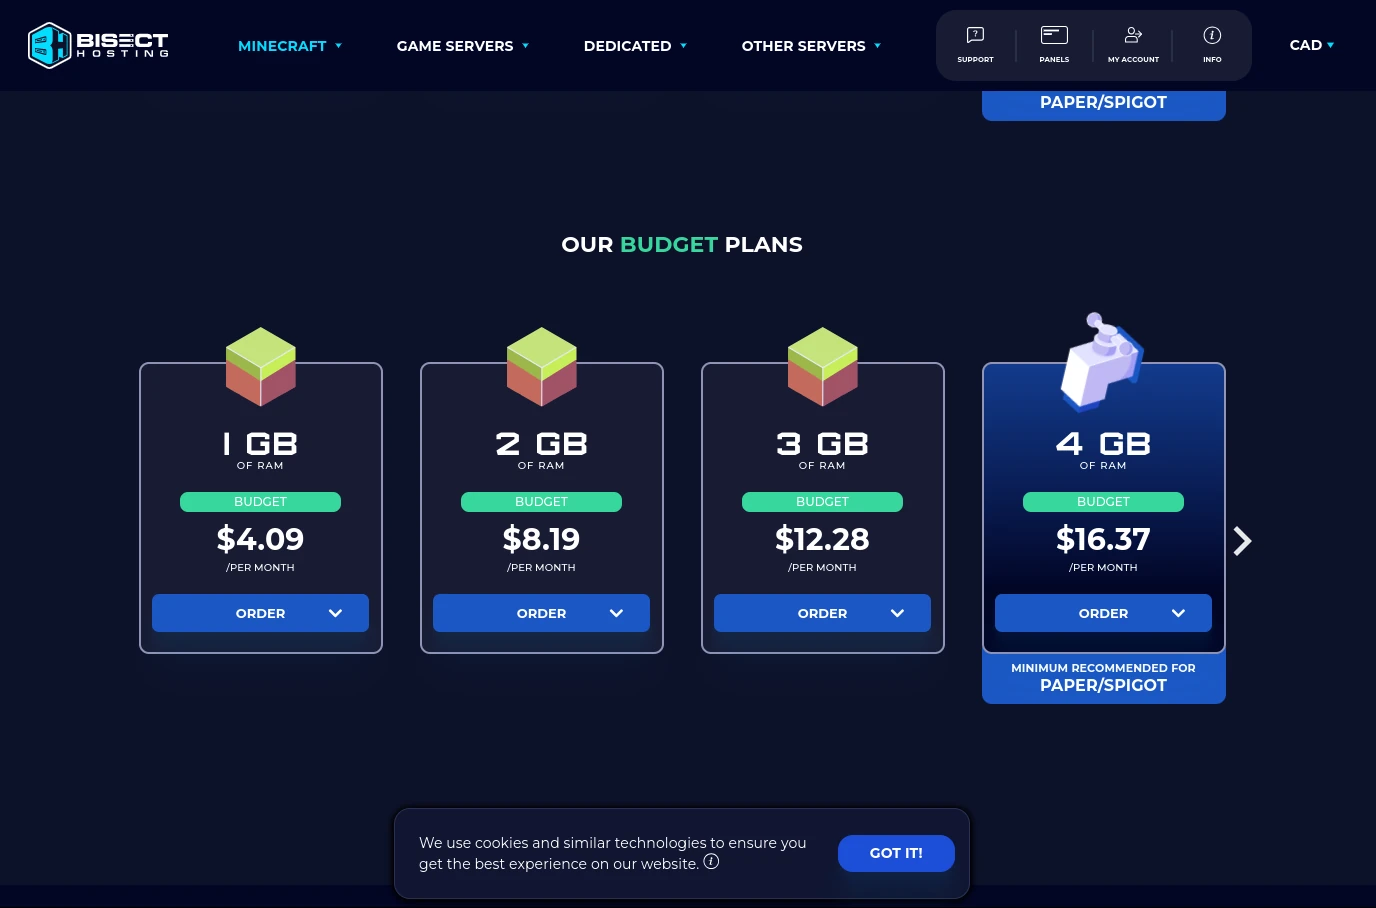 BISECT
HOSTING
MINECRAFT
GAME SERVERS
DEDICATED
OTHER SERVERS
SUPPORT
PANELS
MY ACCOUNT
INFO
CAD
PAPER/SPIGOT
OUR BUDGET PLANS
1 GB
OF RAM
BUDGET
$4.09
/PER MONTH
ORDER
2 GB
OF RAM
BUDGET
$8.19
/PER MONTH
ORDER
3 GB
OF RAM
BUDGET
$12.28
/PER MONTH
ORDER
4 GB
OF RAM
BUDGET
$16.37
/PER MONTH
ORDER
MINIMUM RECOMMENDED FOR
PAPER/SPIGOT
We use cookies and similar technologies to ensure you
get the best experience on our website.
GOT IT!